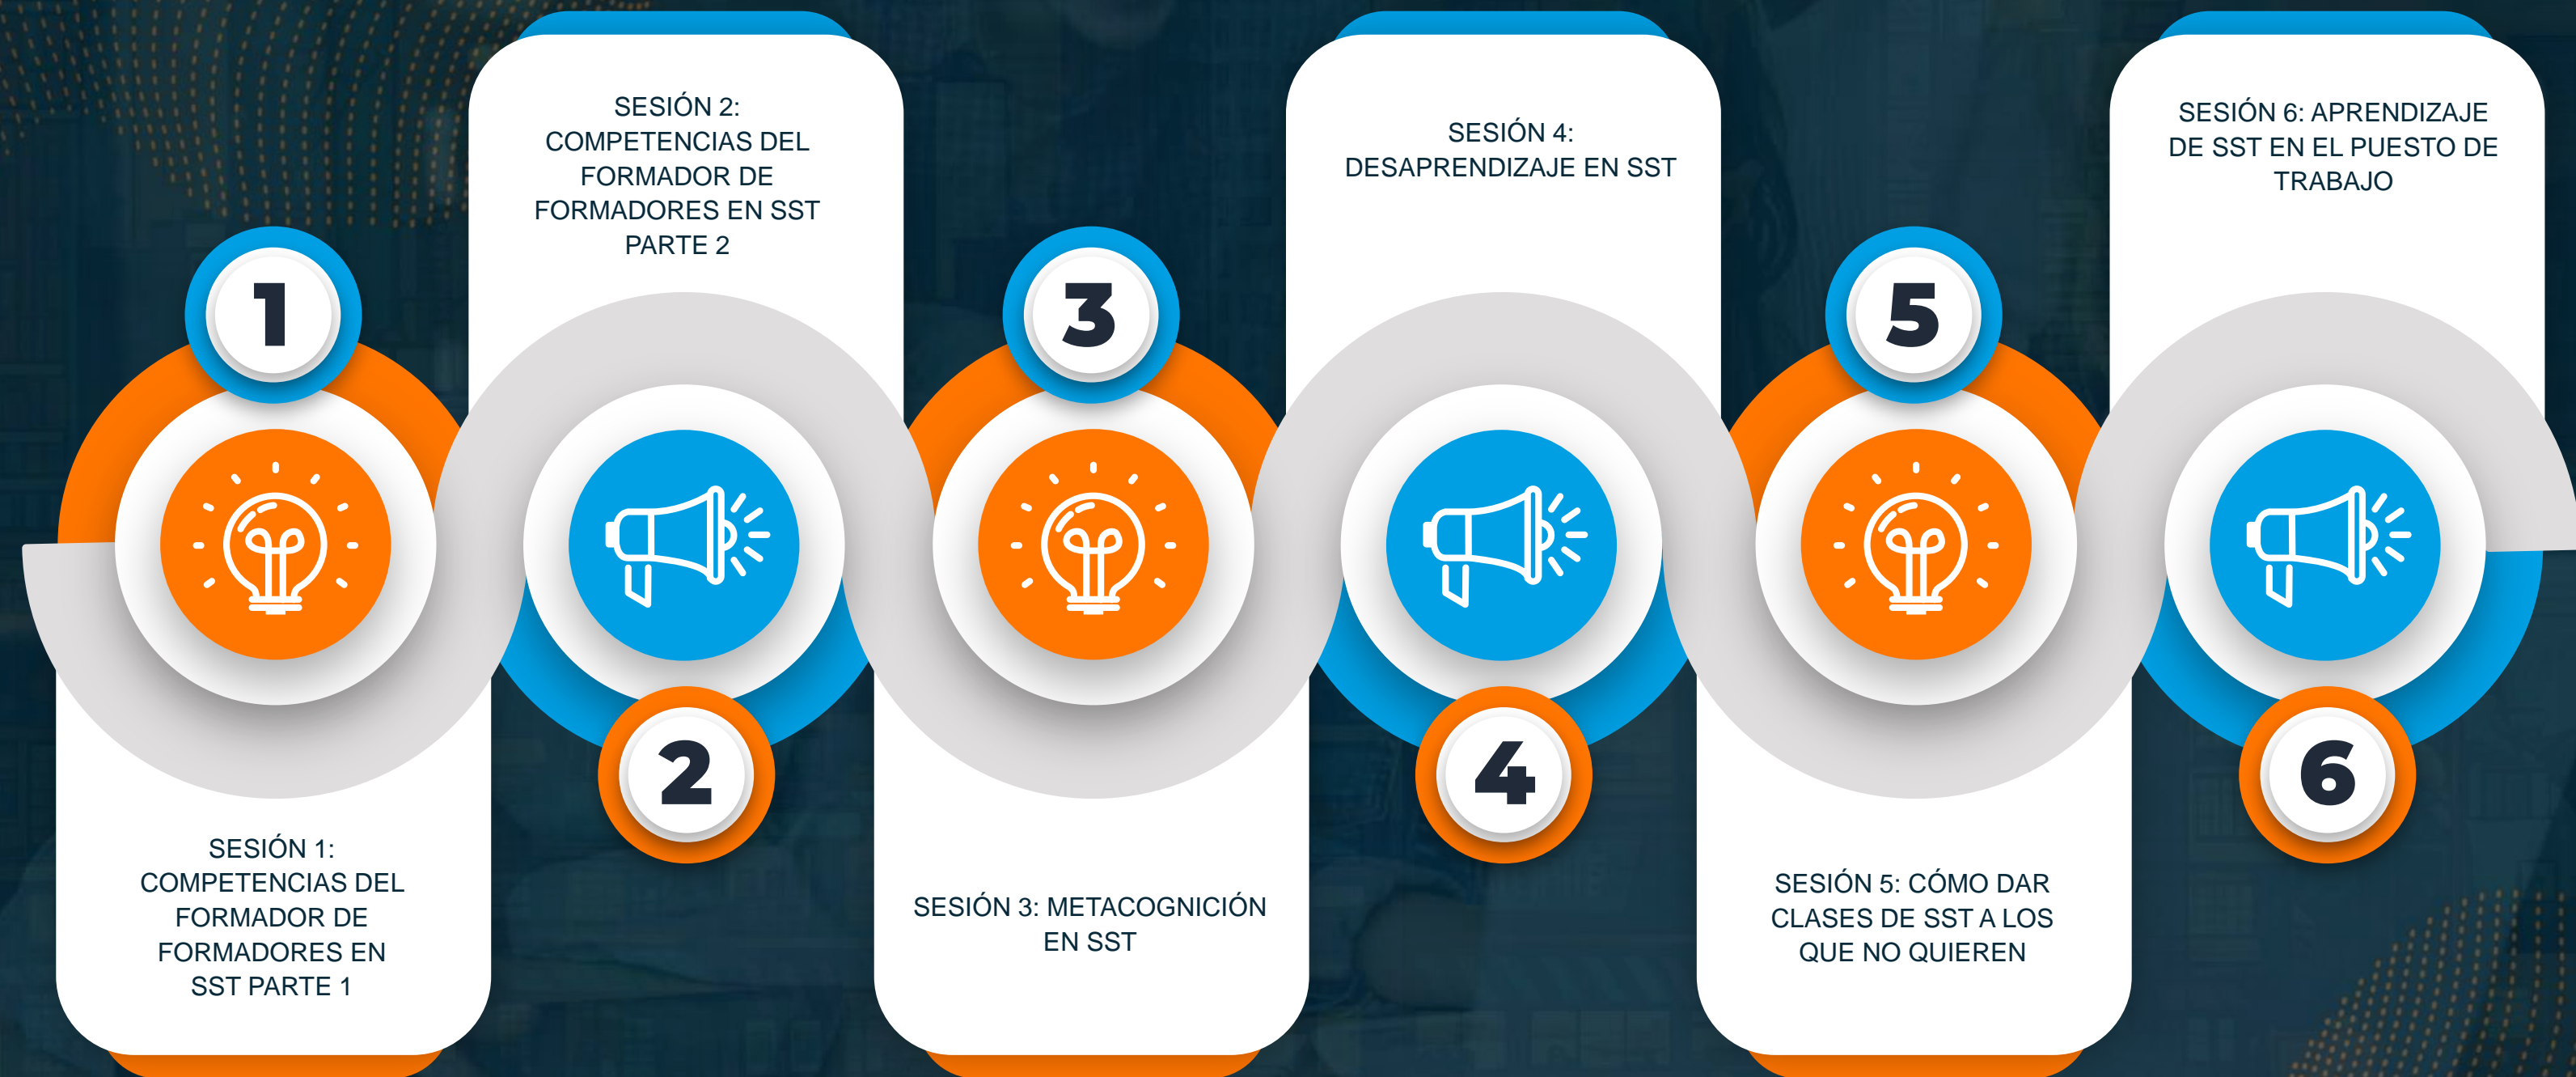 1
SESIÓN 1:
COMPETENCIAS DEL
FORMADOR DE
FORMADORES EN
SST PARTE 1
SESIÓN 2:
COMPETENCIAS DEL
FORMADOR DE
FORMADORES EN SST
PARTE 2
2
3
SESIÓN 3: METACOGNICIÓN
EN SST
SESIÓN 4:
DESAPRENDIZAJE EN SST
4
5
SESIÓN 5: CÓMO DAR
CLASES DE SST A LOS
QUE NO QUIEREN
SESIÓN 6: APRENDIZAJE
DE SST EN EL PUESTO DE
TRABAJO
6